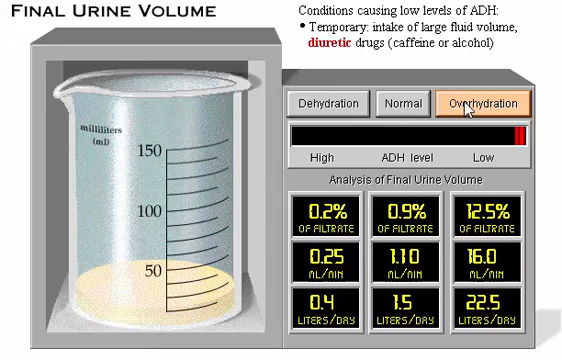 Final Urine Volume
Conditions causing low levels of ADH:
• Temporary: intake of large fluid volume,
diuretic drugs (caffeine or alcohol)
Dehydration Normal Overhydration
High ADH level Low
Analysis of Final Urine Volume
milliliters
(ml)
150
100
50
0.2% 0.9% 12.5%
OF FILTRATE OF FILTRATE OF FILTRATE
0.25 1.10 16.0
ML/MIN ML/MIN ML/MIN
0.4 1.5 22.5
LITERS/DAY LITERS/DAY LITERS/DAY